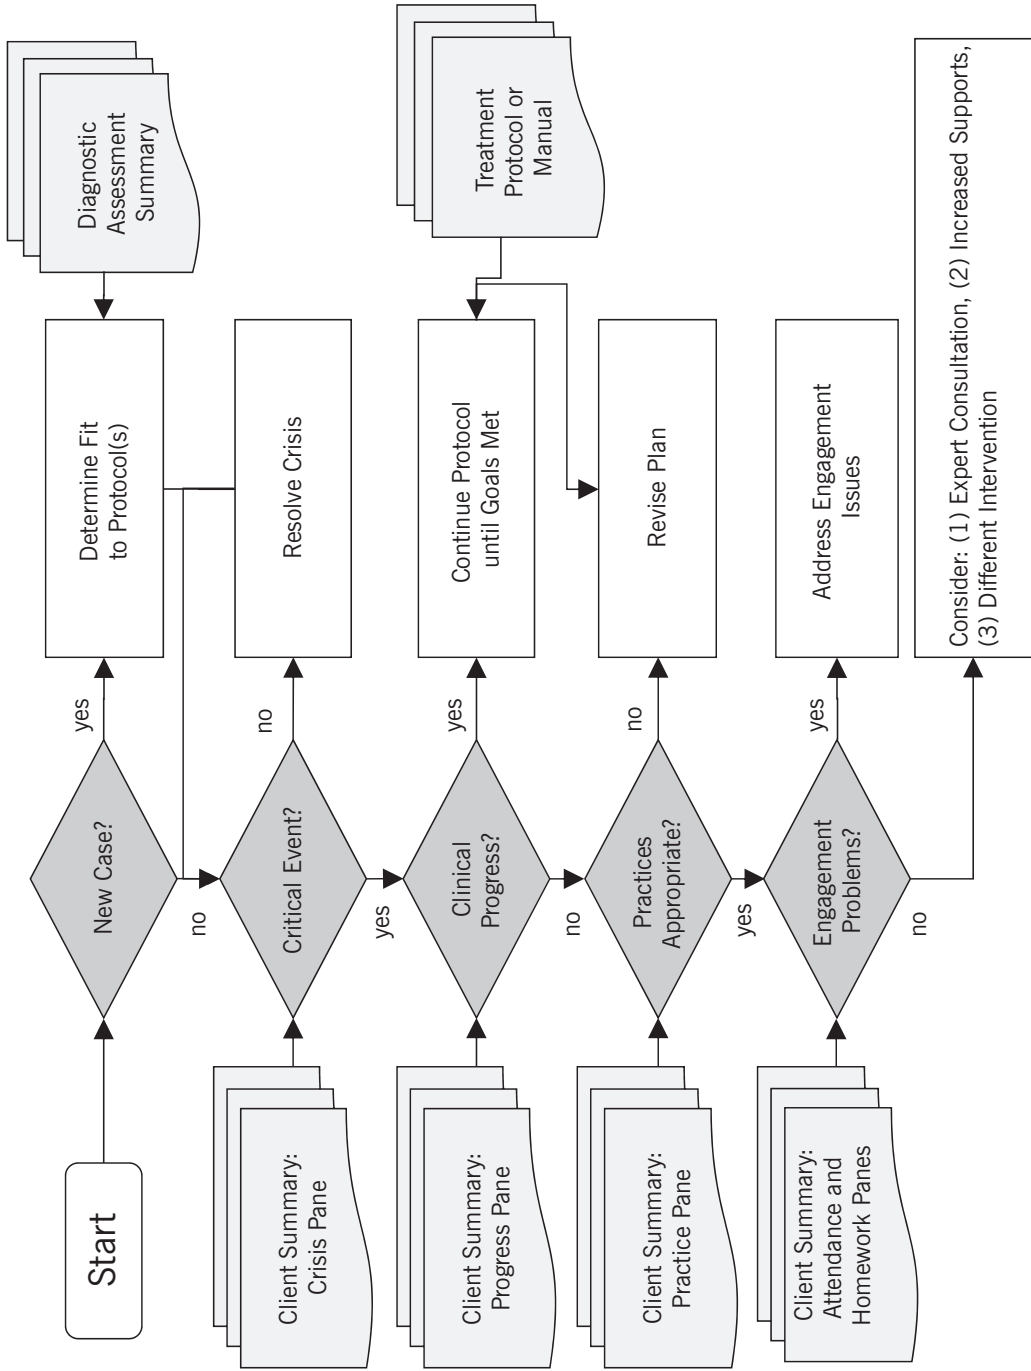 Start
New Case?
yes
no
Determine Fit
to Protocol(s)
Diagnostic
Assessment
Summary
Client Summary:
Crisis Pane
Critical Event?
no
yes
Resolve Crisis
Client Summary:
Progress Pane
Clinical
Progress?
yes
no
Continue Protocol
until Goals Met
Treatment
Protocol or
Manual
Client Summary:
Practice Pane
Practices
Appropriate?
no
yes
Revise Plan
Client Summary:
Attendance and
Homework Panes
Engagement
Problems?
yes
no
Address Engagement
Issues
Consider: (1) Expert Consultation, (2) Increased Supports,
(3) Different Intervention